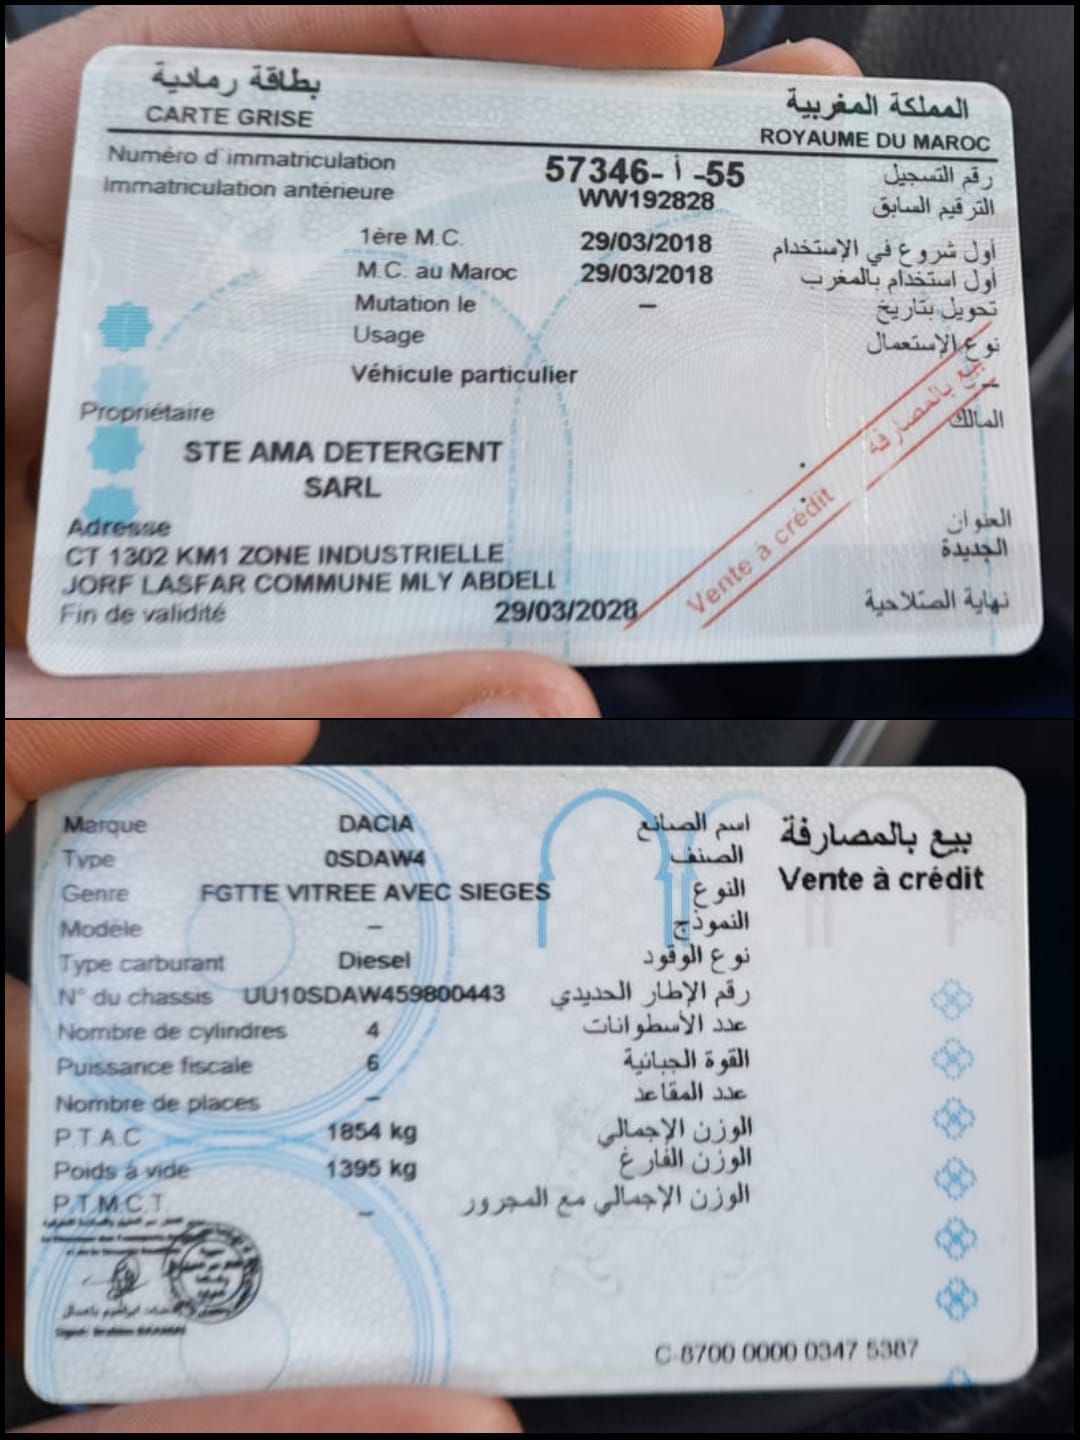 بطاقة رمادية
CARTE GRISE
المملكة المغربية
ROYAUME DU MAROC
Numéro d'immatriculation 57346- أ -55 رقم التسجيل
Immatriculation antérieure WW192828 الترقيم السابق
1ère M.C. 29/03/2018 أول شروع في الإستخدام
M.C. au Maroc 29/03/2018 أول استخدام بالمغرب
Mutation le – تحويل بتاريخ
Usage نوع الإستعمال
Véhicule particulier –
Propriétaire المالك
STE AMA DETERGENT
SARL
بيع بالمصارفة
Vente à crédit
Adresse العنوان
CT 1302 KM1 ZONE INDUSTRIELLE الجديدة
JORF LASFAR COMMUNE MLY ABDELL
Fin de validité 29/03/2028 نهاية الصلاحية
Marque DACIA اسم الصانع
Type 0SDAW4 الصنف
Genre FGTTE VITREE AVEC SIEGES النوع
Modèle – النموذج
Type carburant Diesel نوع الوقود
N° du chassis UU10SDAW459800443 رقم الإطار الحديدي
Nombre de cylindres 4 عدد الأسطوانات
Puissance fiscale 6 القوة الجبائية
Nombre de places – عدد المقاعد
P.T.A.C 1854 kg الوزن الإجمالي
Poids à vide 1395 kg الوزن الفارغ
P.T.M.C.T. – الوزن الإجمالي مع المجرور
بيع بالمصارفة
Vente à crédit
C-8700 0000 0347 5387